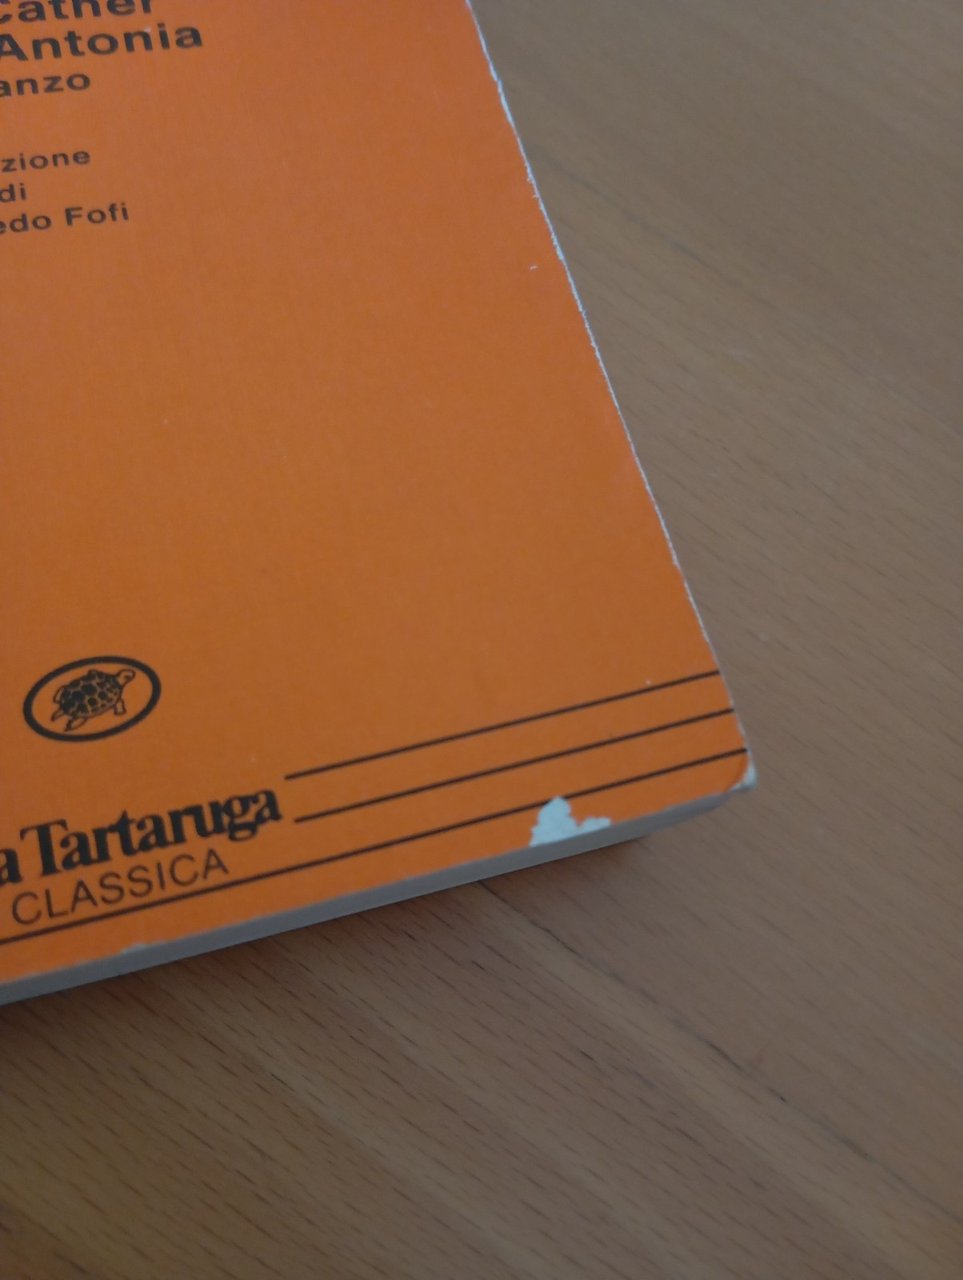 Cather
Antonia
anzo
zione
di
edo Fofi
a Tartaruga
CLASSICA